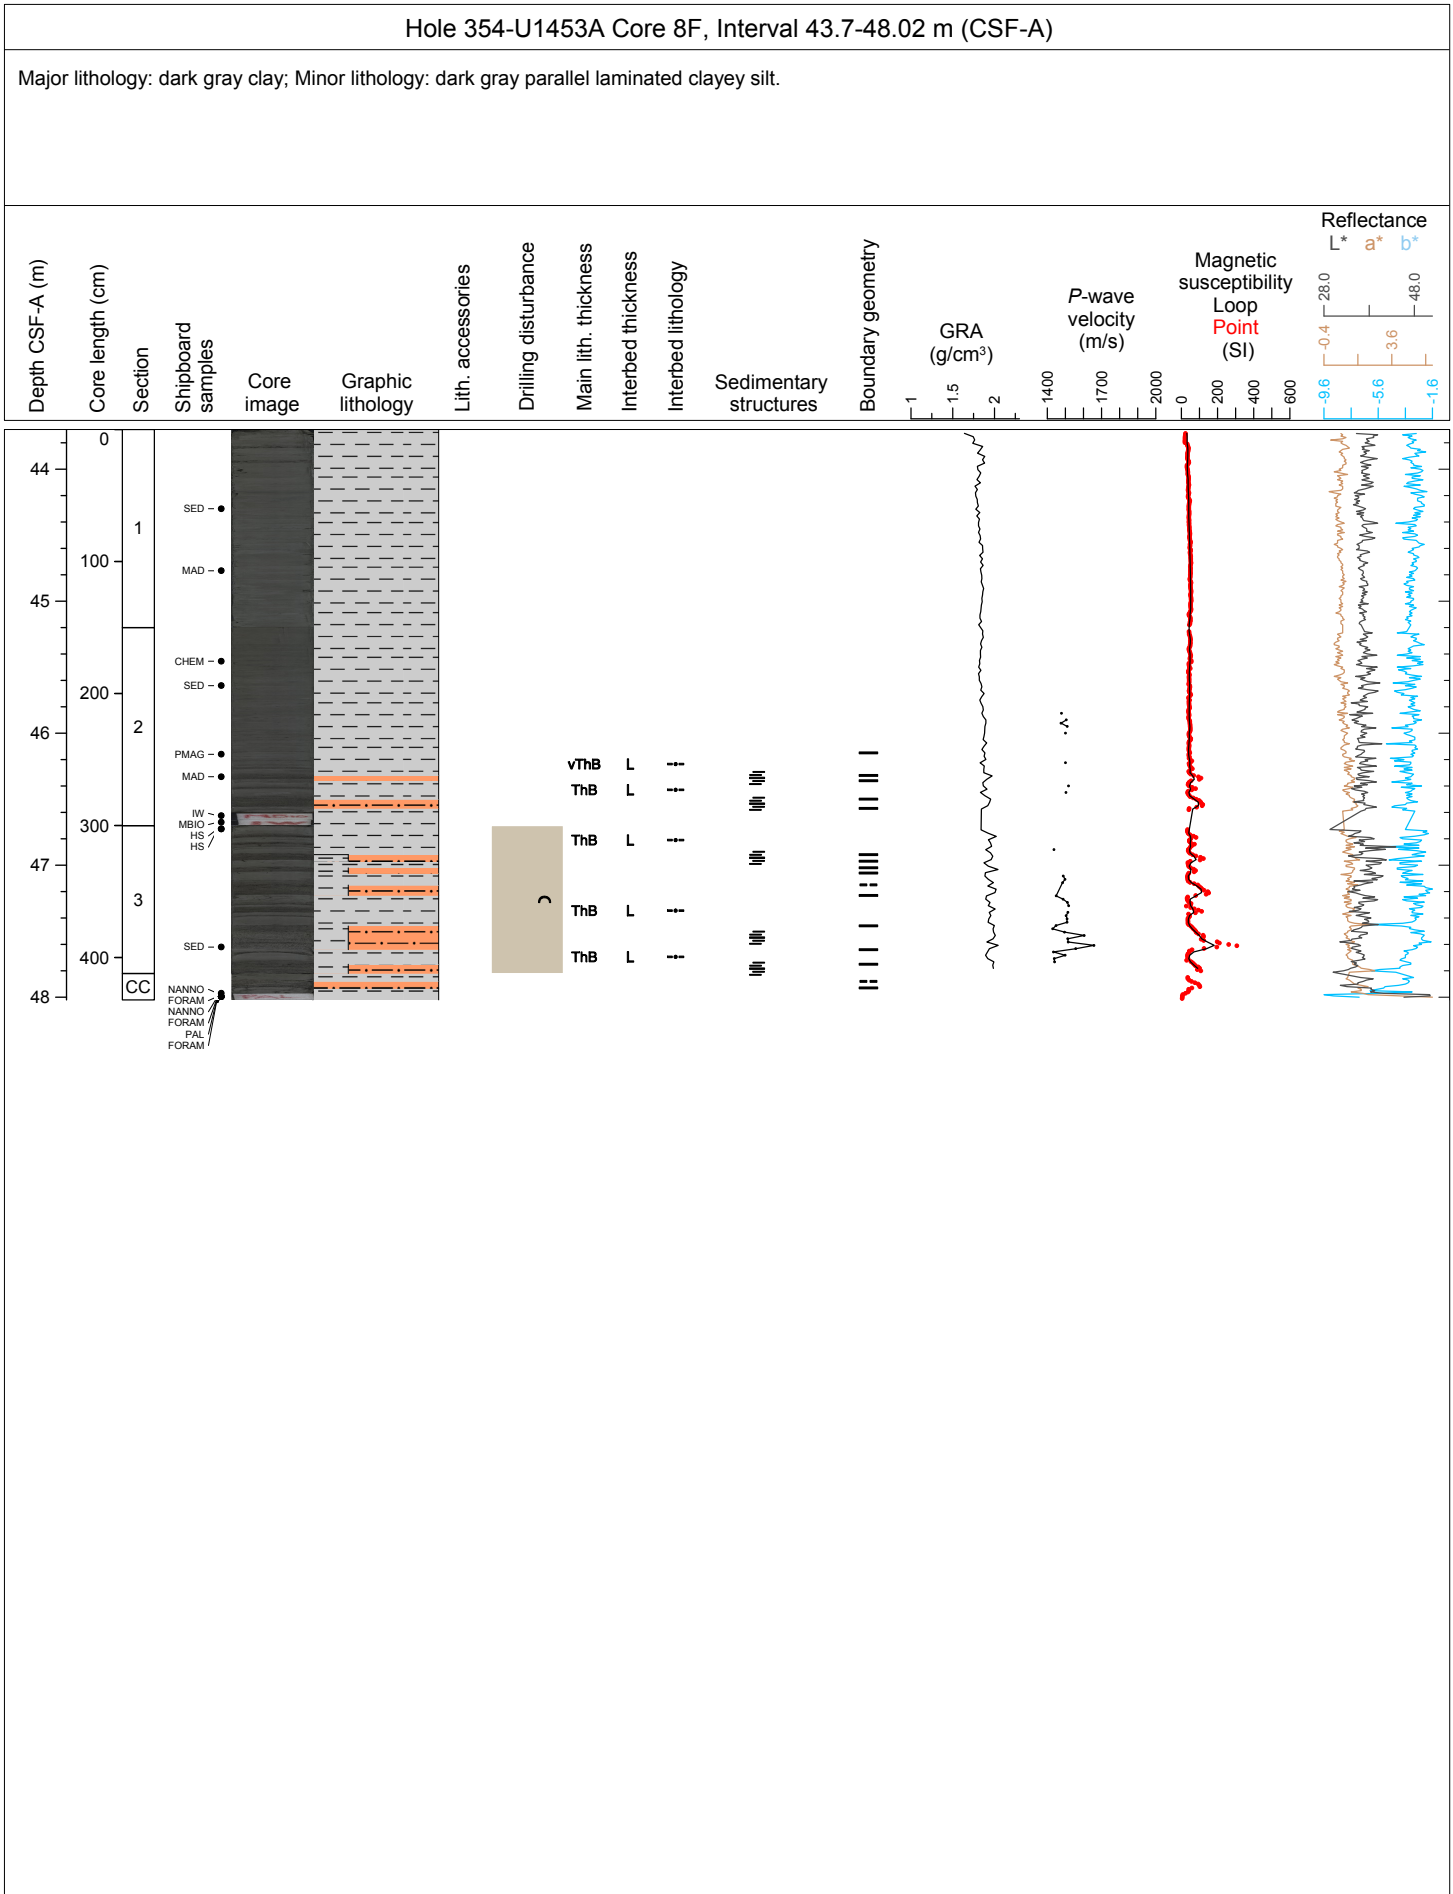 Hole 354-U1453A Core 8F, Interval 43.7-48.02 m (CSF-A)
Major lithology: dark gray clay; Minor lithology: dark gray parallel laminated clayey silt.
Depth CSF-A (m)
Core length (cm)
Section
Shipboard
samples
Core
image
Graphic
lithology
Lith. accessories
Drilling disturbance
Main lith. thickness
Interbed thickness
Interbed lithology
Sedimentary
structures
Boundary geometry
GRA
(g/cm³)
1
1.5
2
P-wave
velocity
(m/s)
1400
1700
2000
Magnetic
susceptibility
Loop
Point
(SI)
0
200
400
600
Reflectance
L* a* b*
28.0
48.0
-0.4
3.6
-9.6
-5.6
-1.6
44
45
46
47
48
0
100
200
300
400
1
2
3
CC
SED
MAD
CHEM
SED
PMAG
MAD
IW
MBIO
HS
HS
SED
NANNO
FORAM
NANNO
FORAM
PAL
FORAM
vThB L
ThB L
ThB L
ThB L
ThB L